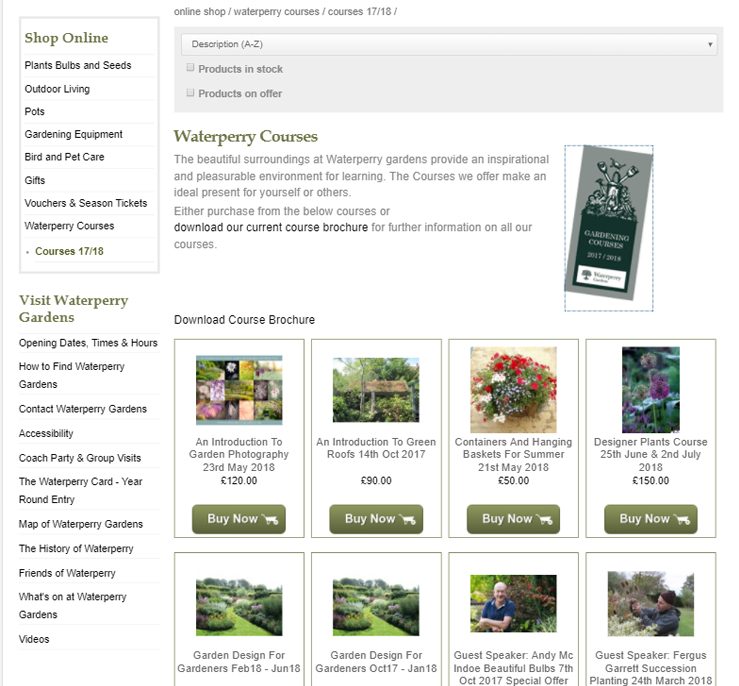 online shop / waterperry courses / courses 17/18 /
Shop Online
Plants Bulbs and Seeds
Outdoor Living
Pots
Gardening Equipment
Bird and Pet Care
Gifts
Vouchers & Season Tickets
Waterperry Courses
Courses 17/18
Visit Waterperry
Gardens
Opening Dates, Times & Hours
How to Find Waterperry
Gardens
Contact Waterperry Gardens
Accessibility
Coach Party & Group Visits
The Waterperry Card - Year
Round Entry
Map of Waterperry Gardens
The History of Waterperry
Friends of Waterperry
What's on at Waterperry
Gardens
Videos
Description (A-Z)
Products in stock
Products on offer
Waterperry Courses
The beautiful surroundings at Waterperry gardens provide an inspirational
and pleasurable environment for learning. The Courses we offer make an
ideal present for yourself or others.
Either purchase from the below courses or
download our current course brochure for further information on all our
courses.
GARDENING
COURSES
2017 / 2018
Waterperry
Gardens
Download Course Brochure
An Introduction To
Garden Photography
23rd May 2018
£120.00
Buy Now
An Introduction To Green
Roofs 14th Oct 2017
£90.00
Buy Now
Containers And Hanging
Baskets For Summer
21st May 2018
£50.00
Buy Now
Designer Plants Course
25th June & 2nd July
2018
£150.00
Buy Now
Garden Design For
Gardeners Feb18 - Jun18
Garden Design For
Gardeners Oct17 - Jan18
Guest Speaker: Andy Mc
Indoe Beautiful Bulbs 7th
Oct 2017 Special Offer
Guest Speaker: Fergus
Garrett Succession
Planting 24th March 2018